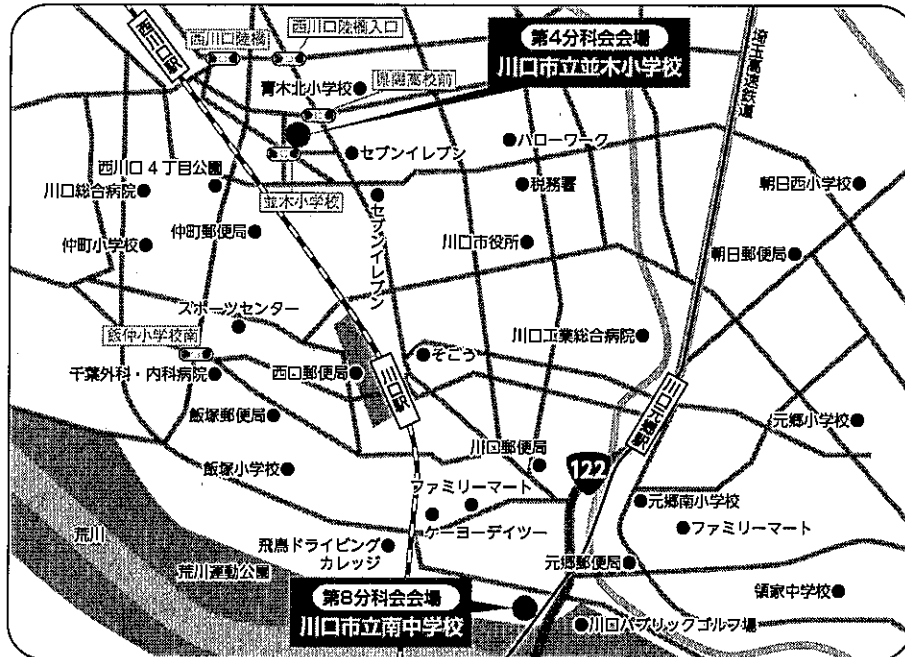 西川口駅
西川口陸橋
西川口陸橋入口
第4分科会会場
川口市立並木小学校
青木北小学校
県陽高校前
埼玉高速鉄道
セブンイレブン
ハローワーク
西川口4丁目公園
川口総合病院
並木小学校
税務署
朝日西小学校
セブンイレブン
仲町小学校
仲町郵便局
川口市役所
朝日郵便局
スポーツセンター
飯仲小学校南
川口工業総合病院
そごう
千葉外科・内科病院
西口郵便局
川口駅
川口元郷駅
飯塚郵便局
元郷小学校
川口郵便局
122
飯塚小学校
ファミリーマート
元郷南小学校
ケーヨーデイツー
ファミリーマート
荒川
飛鳥ドライビング
カレッジ
荒川運動公園
元郷郵便局
領家中学校
第8分科会会場
川口市立南中学校
川口パブリックゴルフ場